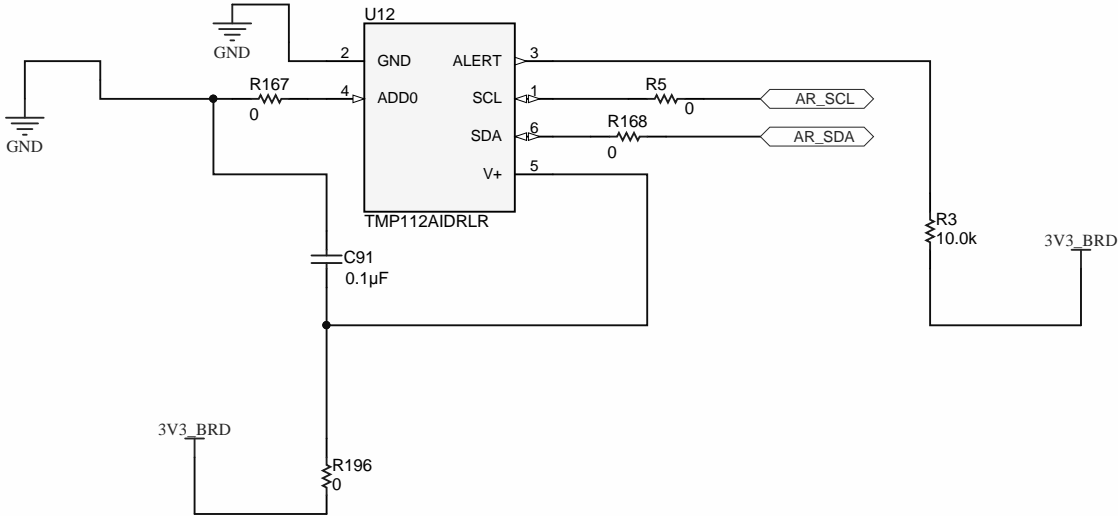 U12
GND
2
GND
ALERT
3
R167
4
ADD0
SCL
1
R5
AR_SCL
0
0
GND
SDA
6
R168
AR_SDA
0
V+
5
TMP112AIDRLR
R3
10.0k
3V3_BRD
C91
0.1µF
3V3_BRD
R196
0